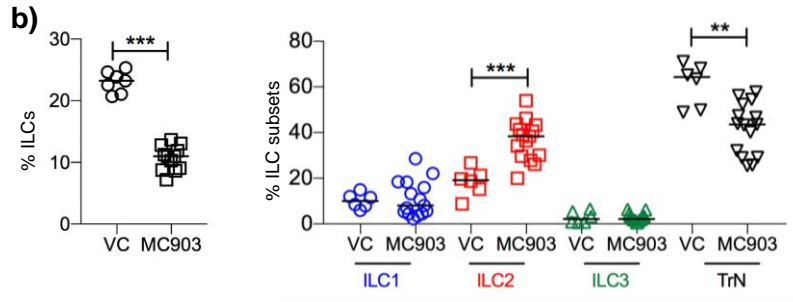 b)
% ILCs
30
20
10
0
***
VC MC903
% ILC subsets
80
60
40
20
0
***
**
VC MC903 VC MC903 VC MC903 VC MC903
ILC1 ILC2 ILC3 TrN